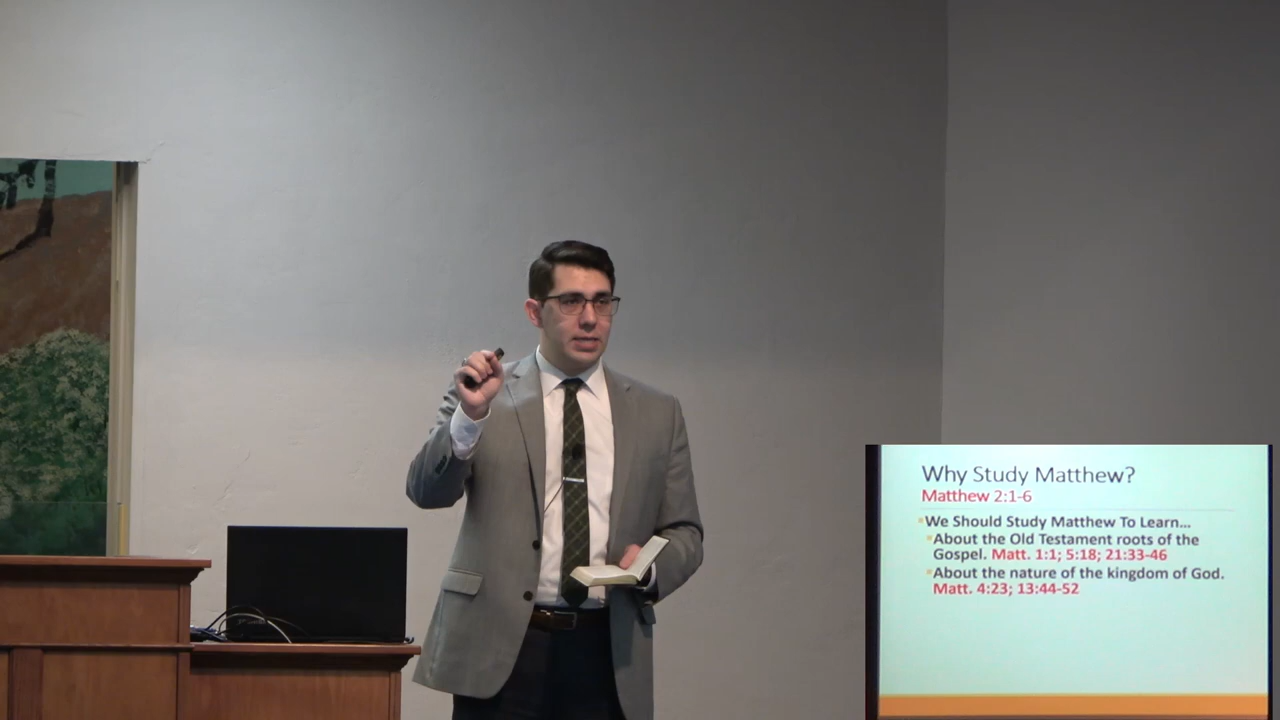 Why Study Matthew?
Matthew 2:1-6
We Should Study Matthew To Learn...
About the Old Testament roots of the
Gospel. Matt. 1:1; 5:18; 21:33-46
About the nature of the kingdom of God.
Matt. 4:23; 13:44-52